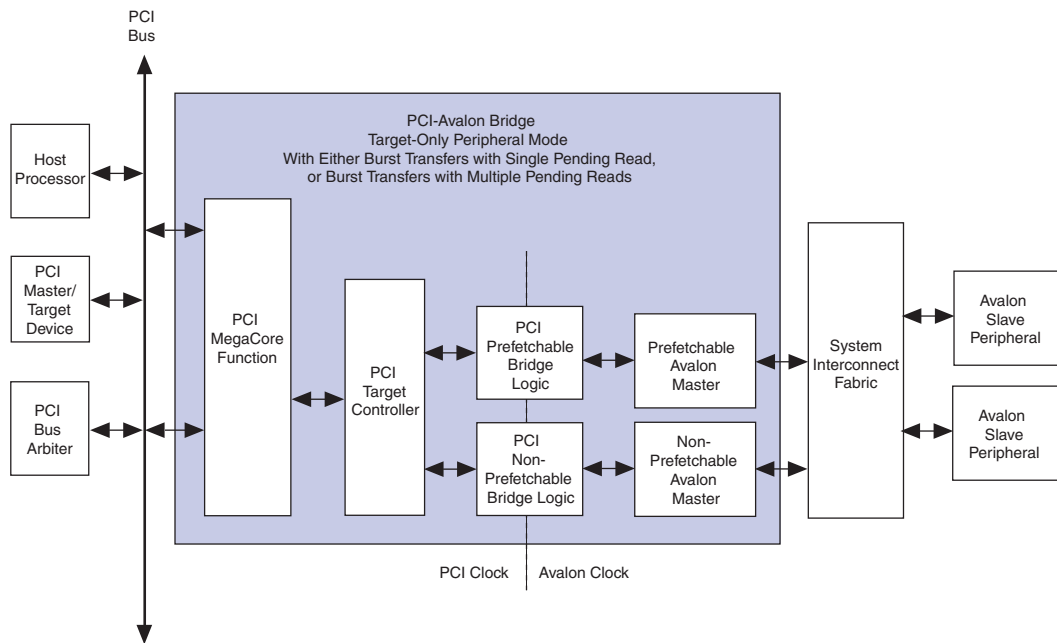 PCI
Bus
PCI-Avalon Bridge
Target-Only Peripheral Mode
With Either Burst Transfers with Single Pending Read,
or Burst Transfers with Multiple Pending Reads
Host
Processor
PCI
Master/
Target
Device
PCI
Bus
Arbiter
PCI
MegaCore
Function
PCI
Target
Controller
PCI
Prefetchable
Bridge
Logic
Prefetchable
Avalon
Master
PCI
Non-
Prefetchable
Bridge Logic
Non-
Prefetchable
Avalon
Master
System
Interconnect
Fabric
Avalon
Slave
Peripheral
Avalon
Slave
Peripheral
PCI Clock
Avalon Clock